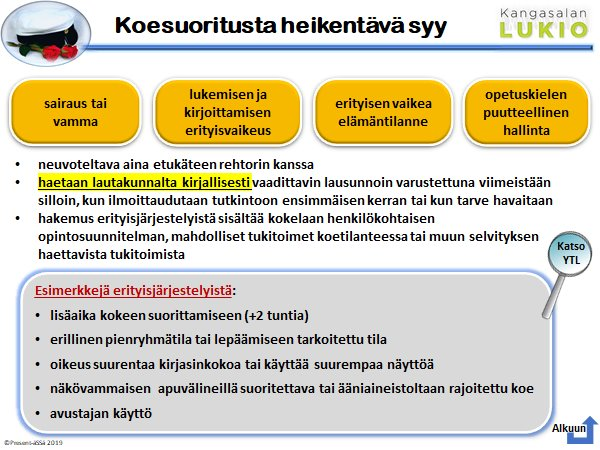 Koesuoritusta heikentävä syy
Kangasalan
LUKIO
sairaus tai
vamma
lukemisen ja
kirjoittamisen
erityisvaikeus
erityisen vaikea
elämäntilanne
opetuskielen
puutteellinen
hallinta
• neuvoteltava aina etukäteen rehtorin kanssa
• haetaan lautakunnalta kirjallisesti vaadittavin lausunnoin varustettuna viimeistään
silloin, kun ilmoittaudutaan tutkintoon ensimmäisen kerran tai kun tarve havaitaan
• hakemus erityisjärjestelyistä sisältää kokelaan henkilökohtaisen
opintosuunnitelman, mahdolliset tukitoimet koetilanteessa tai muun selvityksen
haettavista tukitoimista
Katso
YTL
Esimerkkejä erityisjärjestelyistä:
• lisäaika kokeen suorittamiseen (+2 tuntia)
• erillinen pienryhmätila tai lepäämiseen tarkoitettu tila
• oikeus suurentaa kirjasinkokoa tai käyttää suurempaa näyttöä
• näkövammaisen apuvälineillä suoritettava tai ääniaineistoltaan rajoitettu koe
• avustajan käyttö
Alkuun
©Present-äSSä 2019